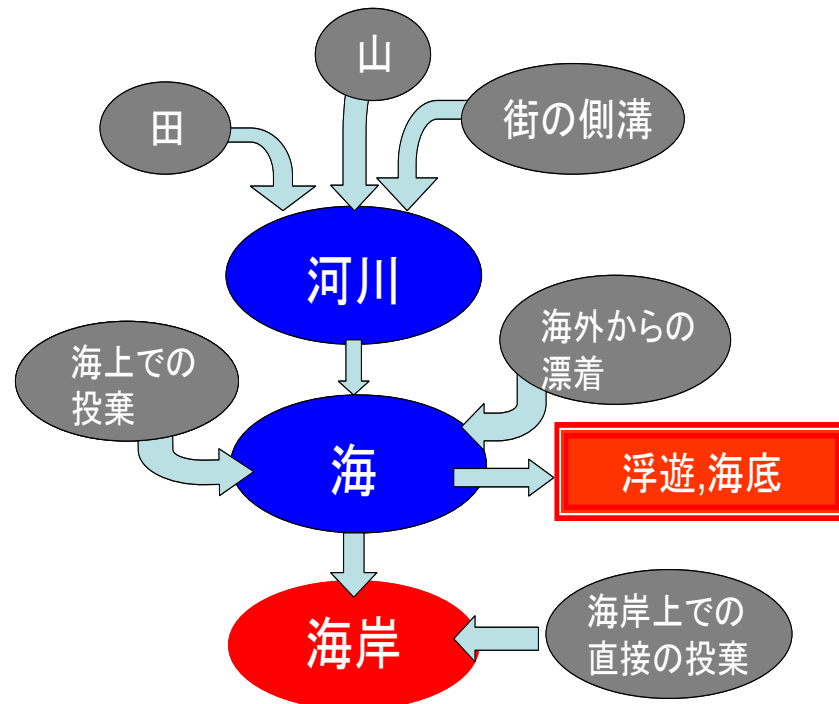 山
田
街の側溝
河川
海外からの
漂着
海上での
投棄
海
浮遊,海底
海岸
海岸上での
直接の投棄